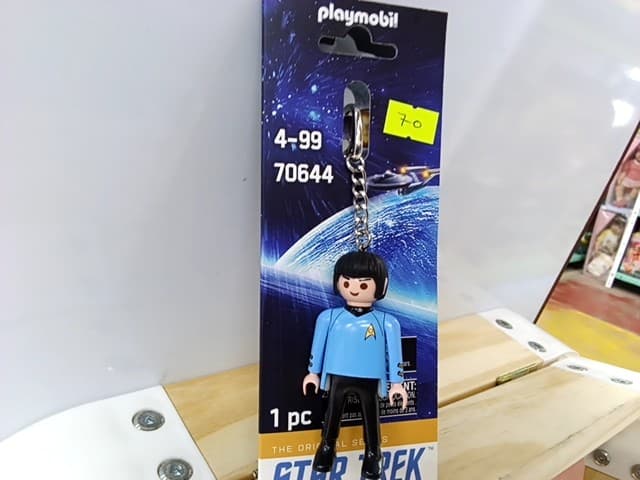 playmobil
70
4-99
70644
1 pc
THE ORIGINAL SERIES
STAR TREK